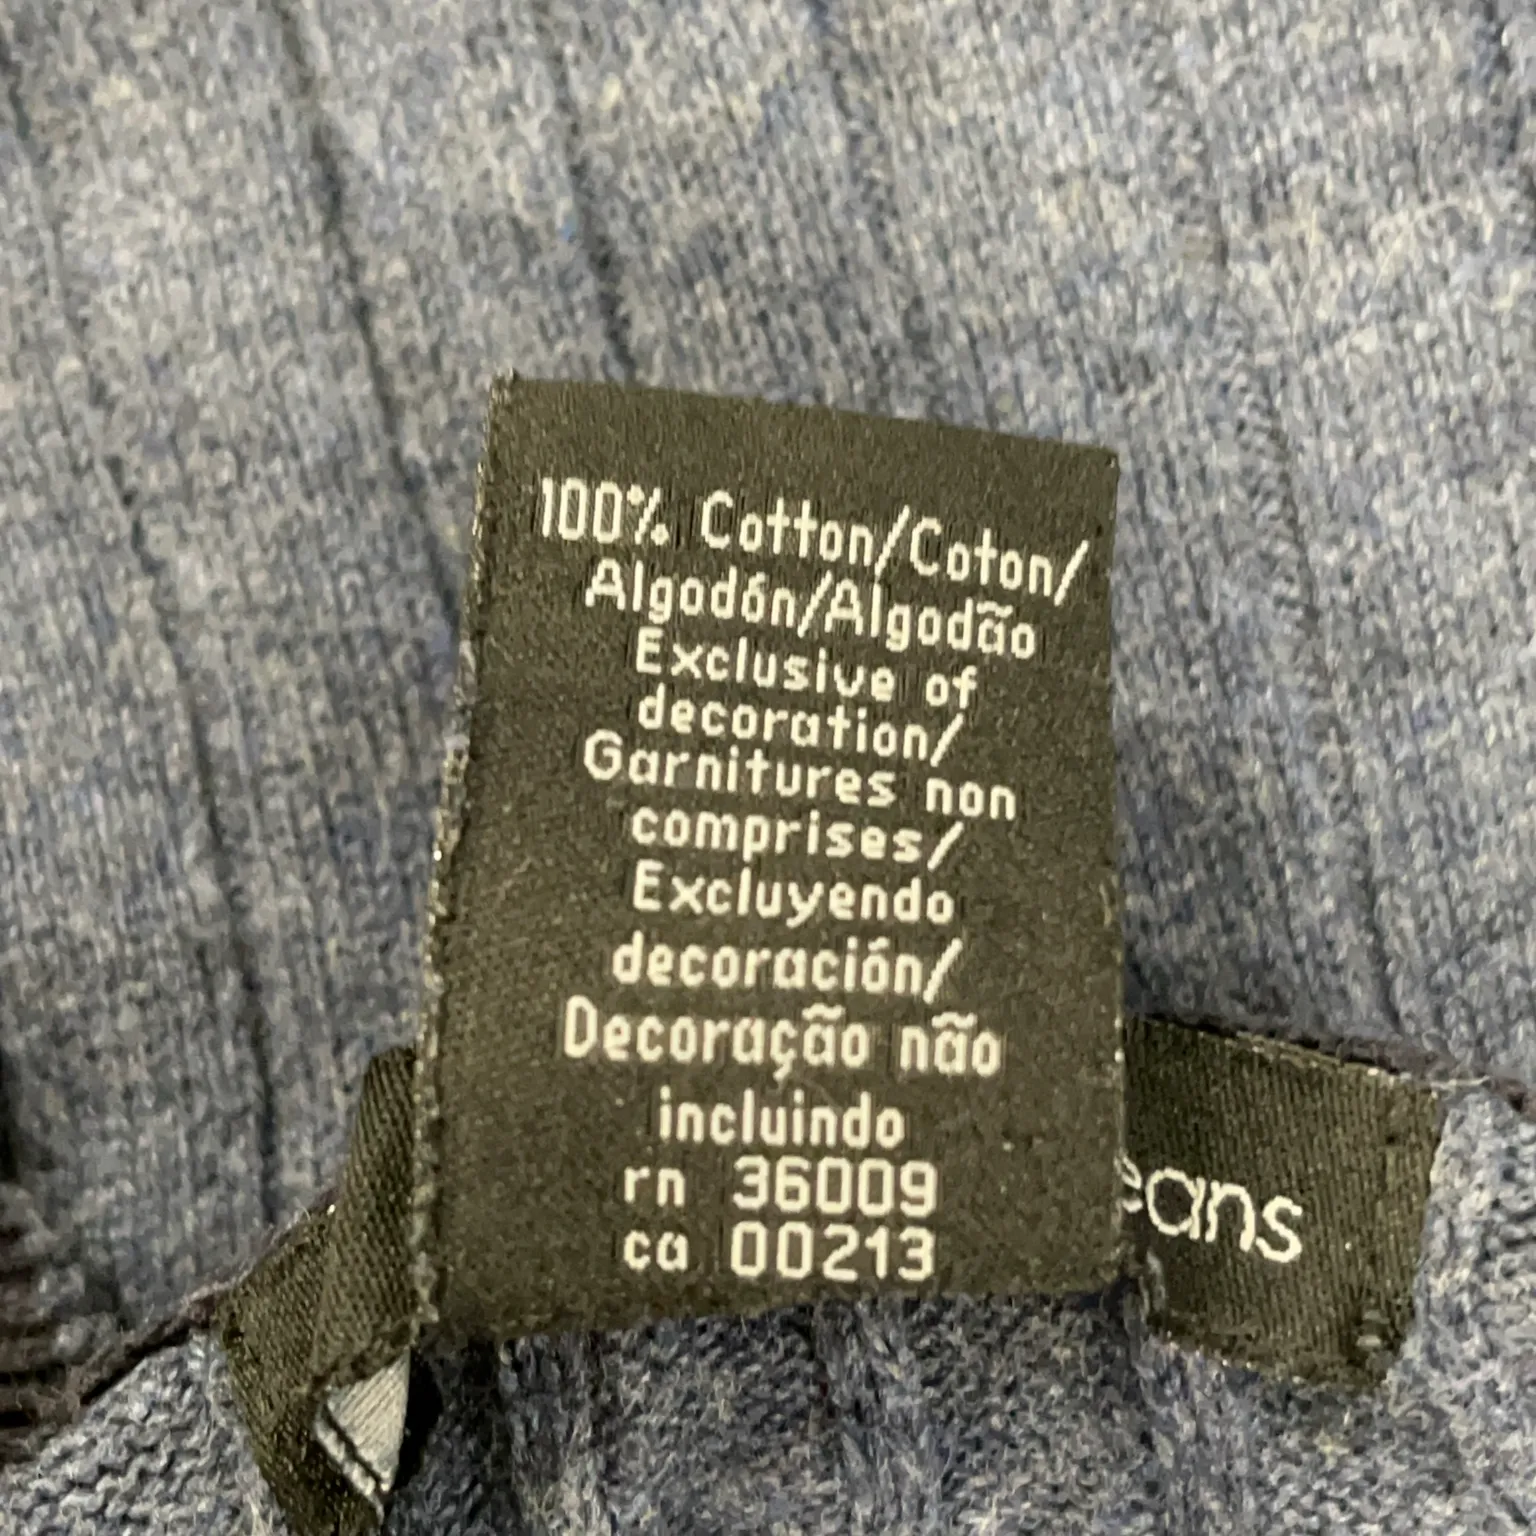 100% Cotton/Coton/
Algodón/Algodão
Exclusive of
decoration/
Garnitures non
comprises/
Excluyendo
decoración/
Decoração não
incluindo
rn 36009
ca 00213
eans